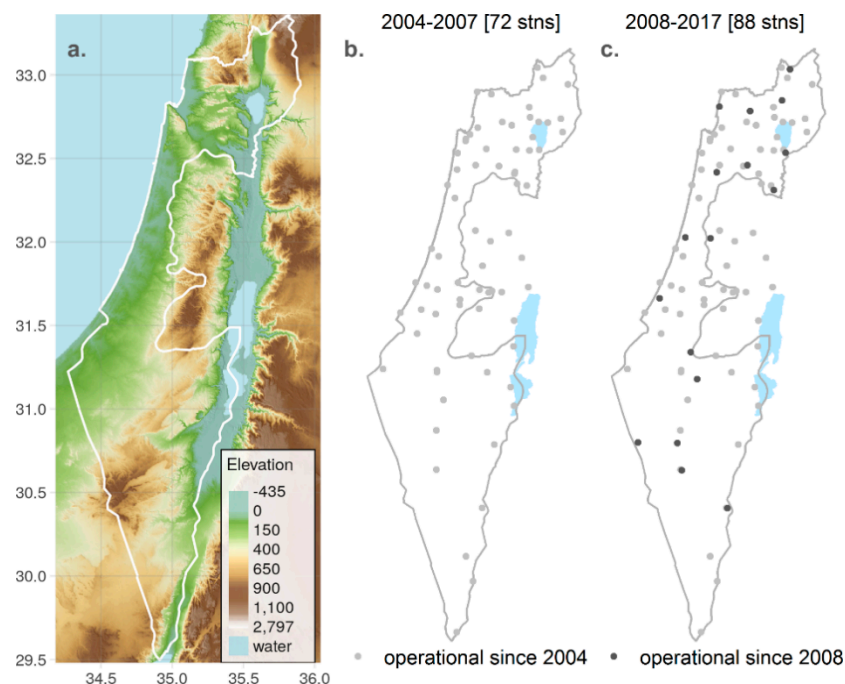 2004-2007 [72 stns]
2008-2017 [88 stns]
a.
b.
c.
33.0
32.5
32.0
31.5
31.0
30.5
30.0
29.5
Elevation
-435
0
150
400
650
900
1,100
2,797
water
34.5 35.0 35.5 36.0
operational since 2004
operational since 2008